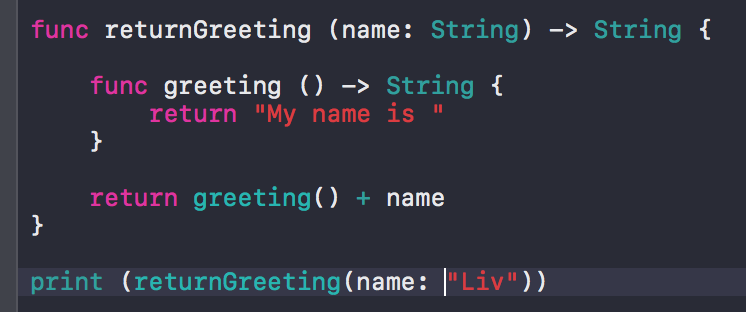 func returnGreeting (name: String) -> String {
    func greeting () -> String {
        return "My name is "
    }
    return greeting() + name
}
print (returnGreeting(name: "Liv"))